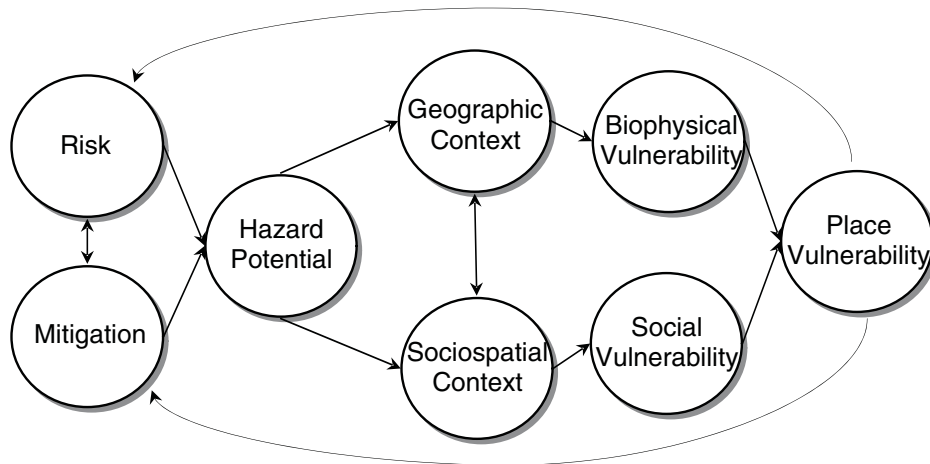 Risk
Mitigation
Hazard
Potential
Geographic
Context
Sociospatial
Context
Biophysical
Vulnerability
Social
Vulnerability
Place
Vulnerability